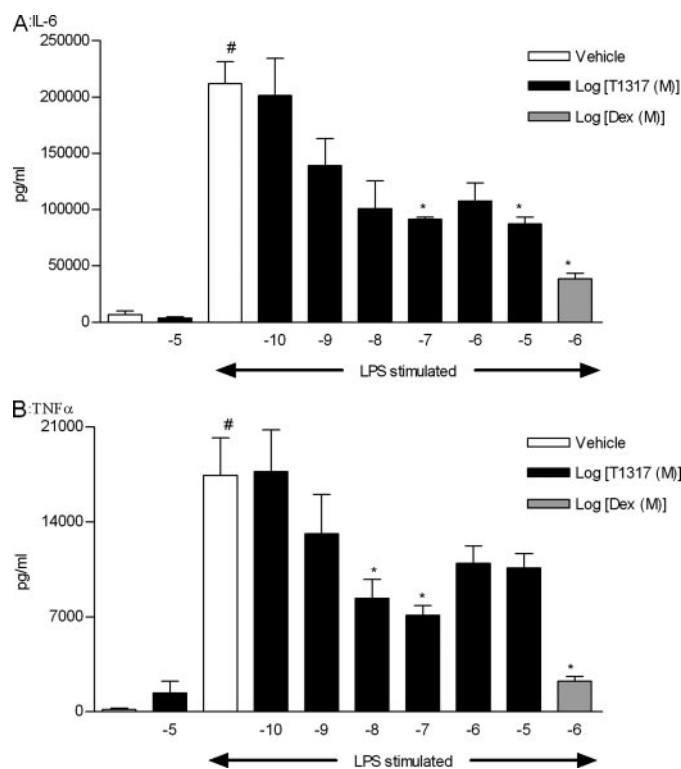 A:IL-6
250000
#
Vehicle
200000
Log [T1317 (M)]
Log [Dex (M)]
150000
pg/ml
100000
*
*
50000
*
0
-5
-10
-9
-8
-7
-6
-5
-6
LPS stimulated
B:TNFα
21000
#
Vehicle
Log [T1317 (M)]
Log [Dex (M)]
14000
pg/ml
*
*
7000
*
0
-5
-10
-9
-8
-7
-6
-5
-6
LPS stimulated